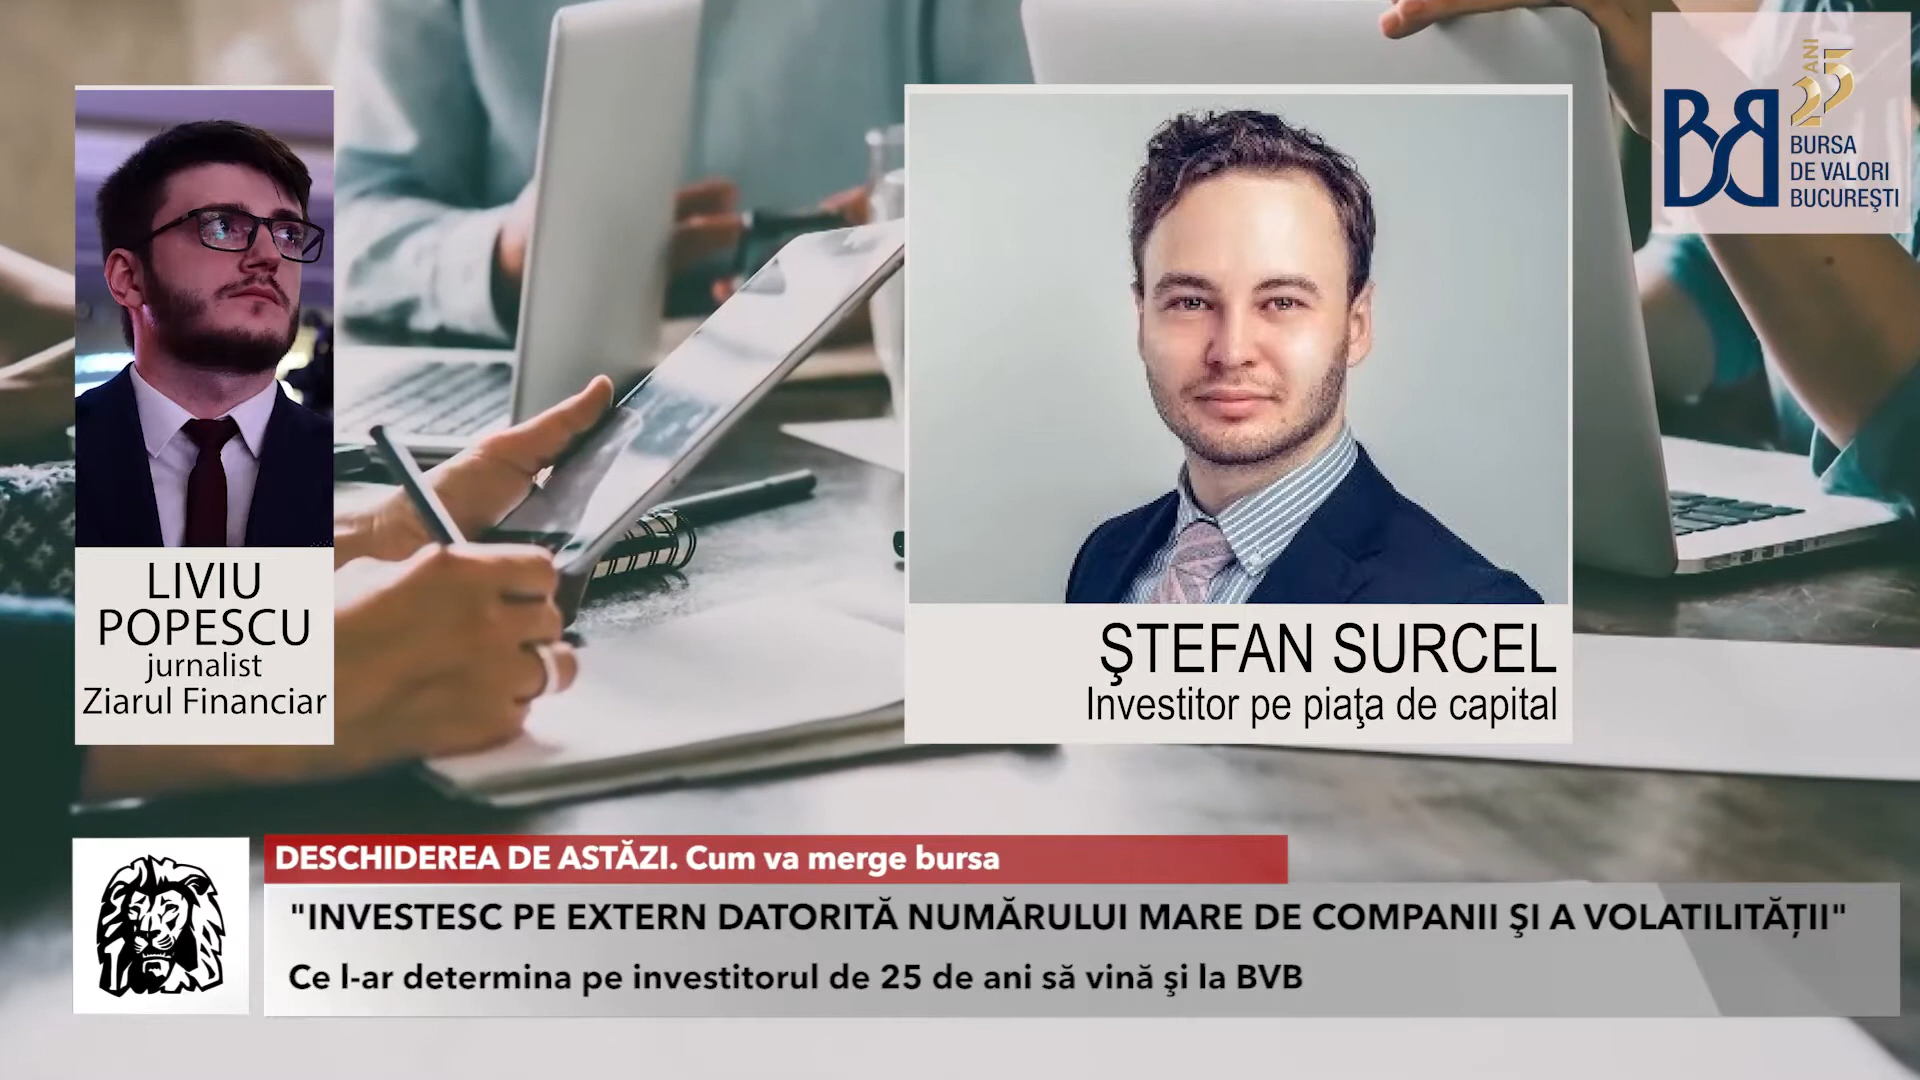 ANI
25
BURSA
DE VALORI
BUCUREŞTI
LIVIU
POPESCU
jurnalist
Ziarul Financiar
ŞTEFAN SURCEL
Investitor pe piaţa de capital
DESCHIDEREA DE ASTĂZI. Cum va merge bursa
"INVESTESC PE EXTERN DATORITĂ NUMĂRULUI MARE DE COMPANII ŞI A VOLATILITĂȚII"
Ce l-ar determina pe investitorul de 25 de ani să vină şi la BVB